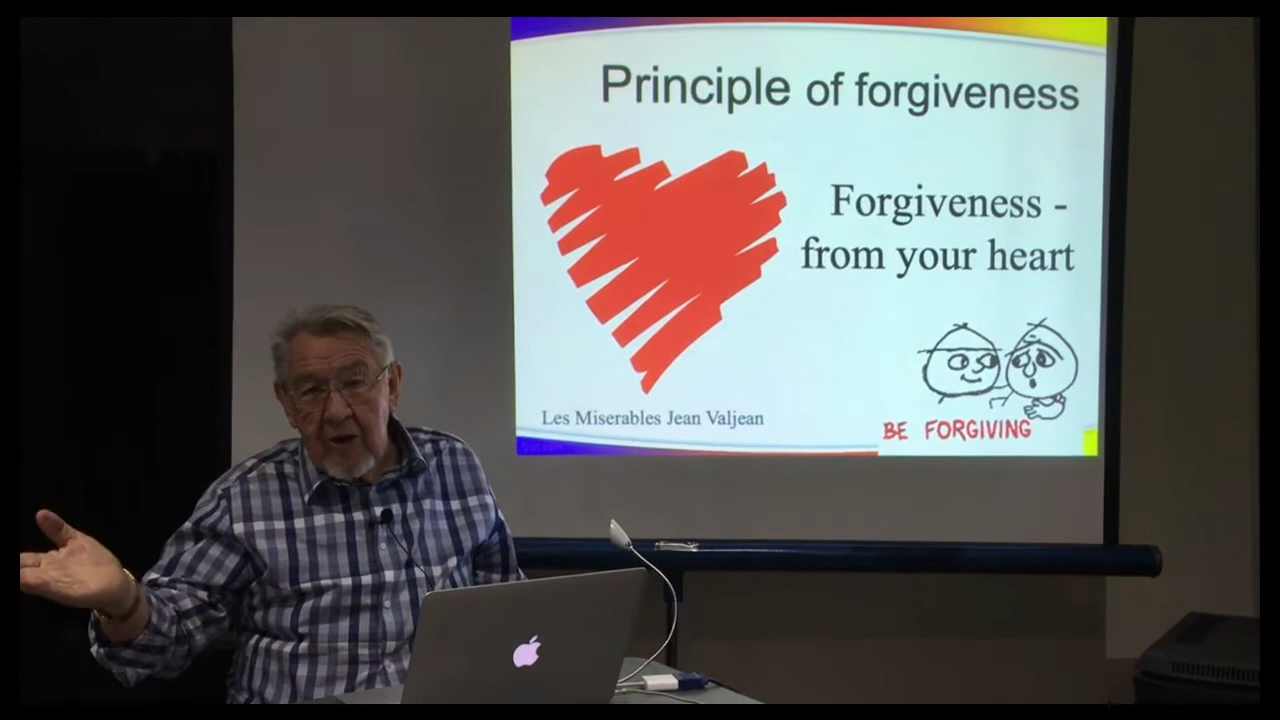 Principle of forgiveness
Forgiveness -
from your heart
Les Miserables Jean Valjean
BE FORGIVING